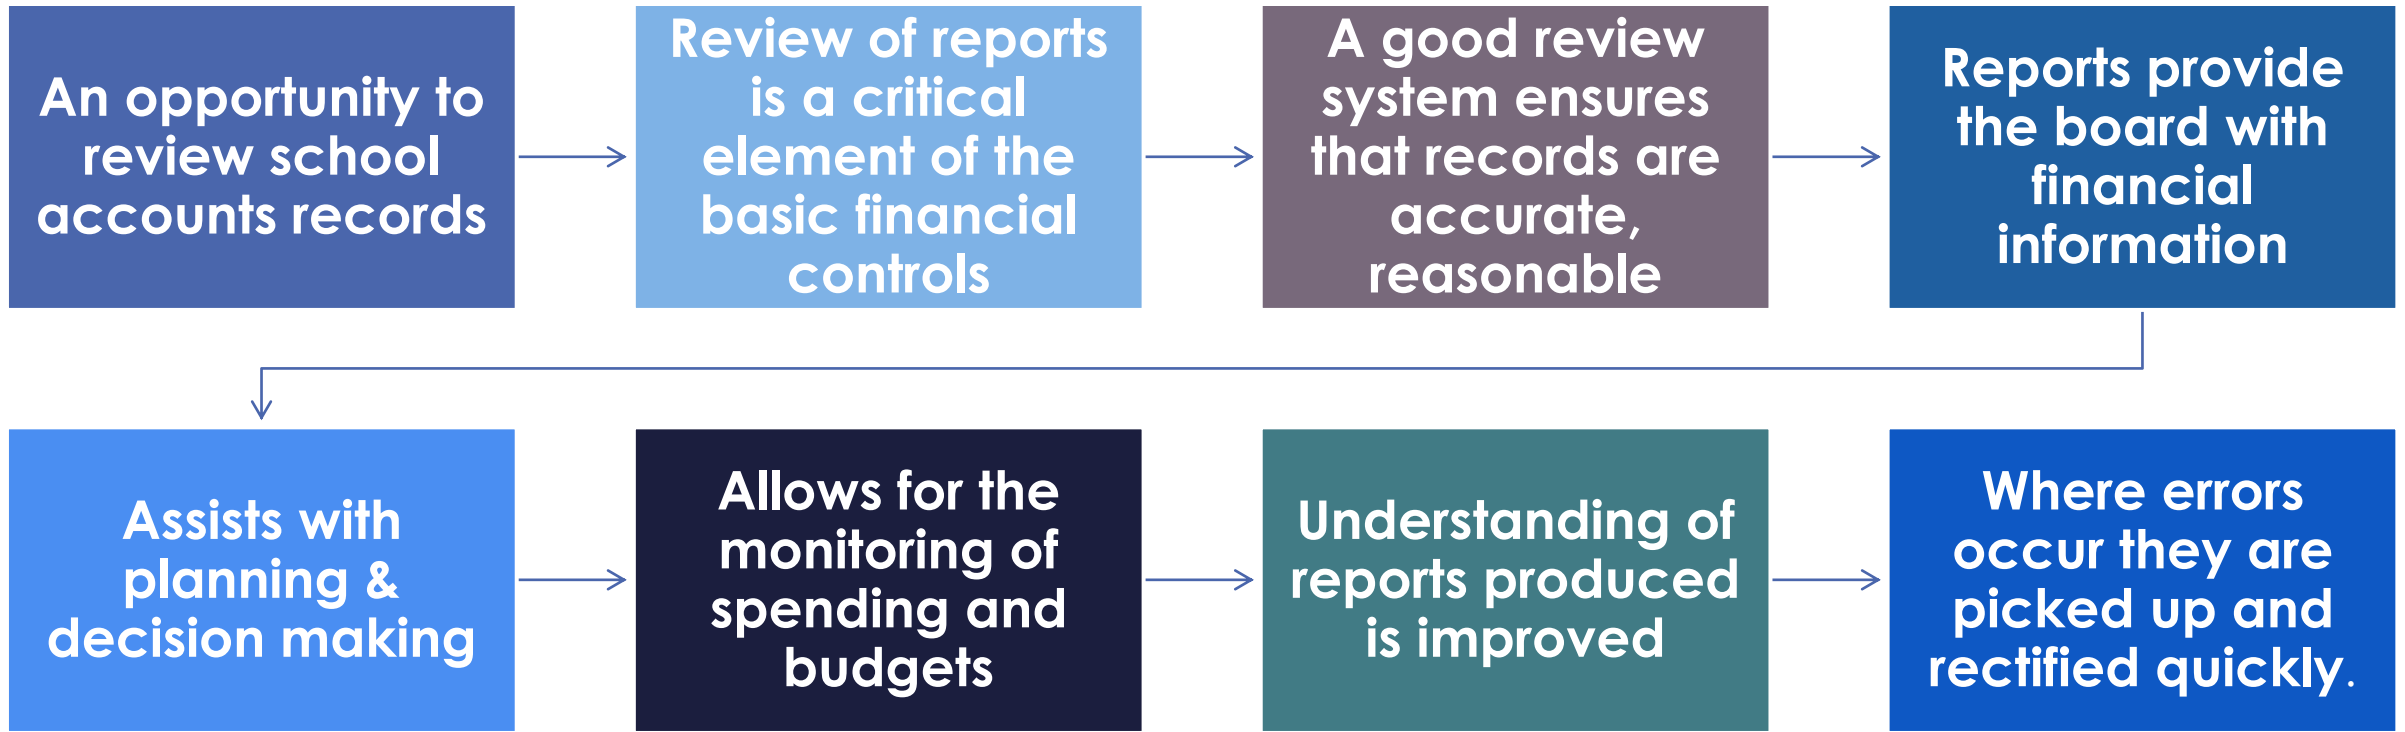 An opportunity to
review school
accounts records
Review of reports
is a critical
element of the
basic financial
controls
A good review
system ensures
that records are
accurate,
reasonable
Reports provide
the board with
financial
information
Assists with
planning &
decision making
Allows for the
monitoring of
spending and
budgets
Understanding of
reports produced
is improved
Where errors
occur they are
picked up and
rectified quickly.